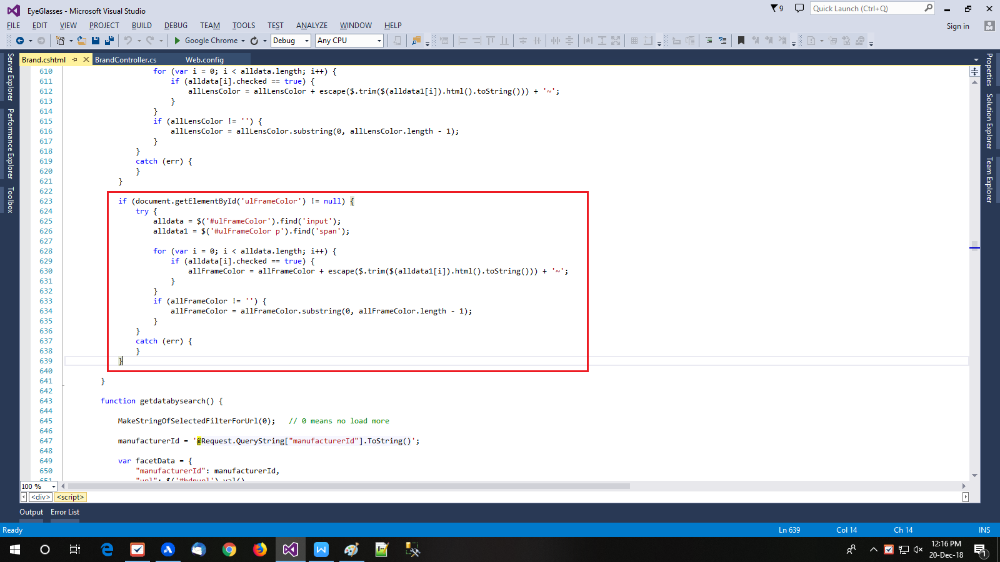 EyeGlasses - Microsoft Visual Studio
9
Quick Launch (Ctrl+Q)
FILE EDIT VIEW PROJECT BUILD DEBUG TEAM TOOLS TEST ANALYZE WINDOW HELP
Sign in
Google Chrome Debug Any CPU
Brand.cshtml BrandController.cs Web.config
Server Explorer
Performance Explorer
Toolbox
Properties
Solution Explorer
Team Explorer
610 for (var i = 0; i < alldata.length; i++) {
611 if (alldata[i].checked == true) {
612 allLensColor = allLensColor + escape($.trim($(alldata1[i]).html().toString())) + '~';
613 }
614 }
615 if (allLensColor != '') {
616 allLensColor = allLensColor.substring(0, allLensColor.length - 1);
617 }
618 }
619 catch (err) {
620 }
621 }
622
623 if (document.getElementById('ulFrameColor') != null) {
624 try {
625 alldata = $('#ulFrameColor').find('input');
626 alldata1 = $('#ulFrameColor p').find('span');
627
628 for (var i = 0; i < alldata.length; i++) {
629 if (alldata[i].checked == true) {
630 allFrameColor = allFrameColor + escape($.trim($(alldata1[i]).html().toString())) + '~';
631 }
632 }
633 if (allFrameColor != '') {
634 allFrameColor = allFrameColor.substring(0, allFrameColor.length - 1);
635 }
636 }
637 catch (err) {
638 }
639 }
640
641 }
642
643 function getdatabysearch() {
644
645 MakeStringOfSelectedFilterForUrl(0); // 0 means no load more
646
647 manufacturerId = '@Request.QueryString["manufacturerId"].ToString()';
648
649 var facetData = {
650 "manufacturerId": manufacturerId,
651 "url": $('#hdnurl').val()
100 %
<div> <script>
Output Error List
Ready Ln 639 Col 14 Ch 14 INS
12:16 PM
20-Dec-18
1